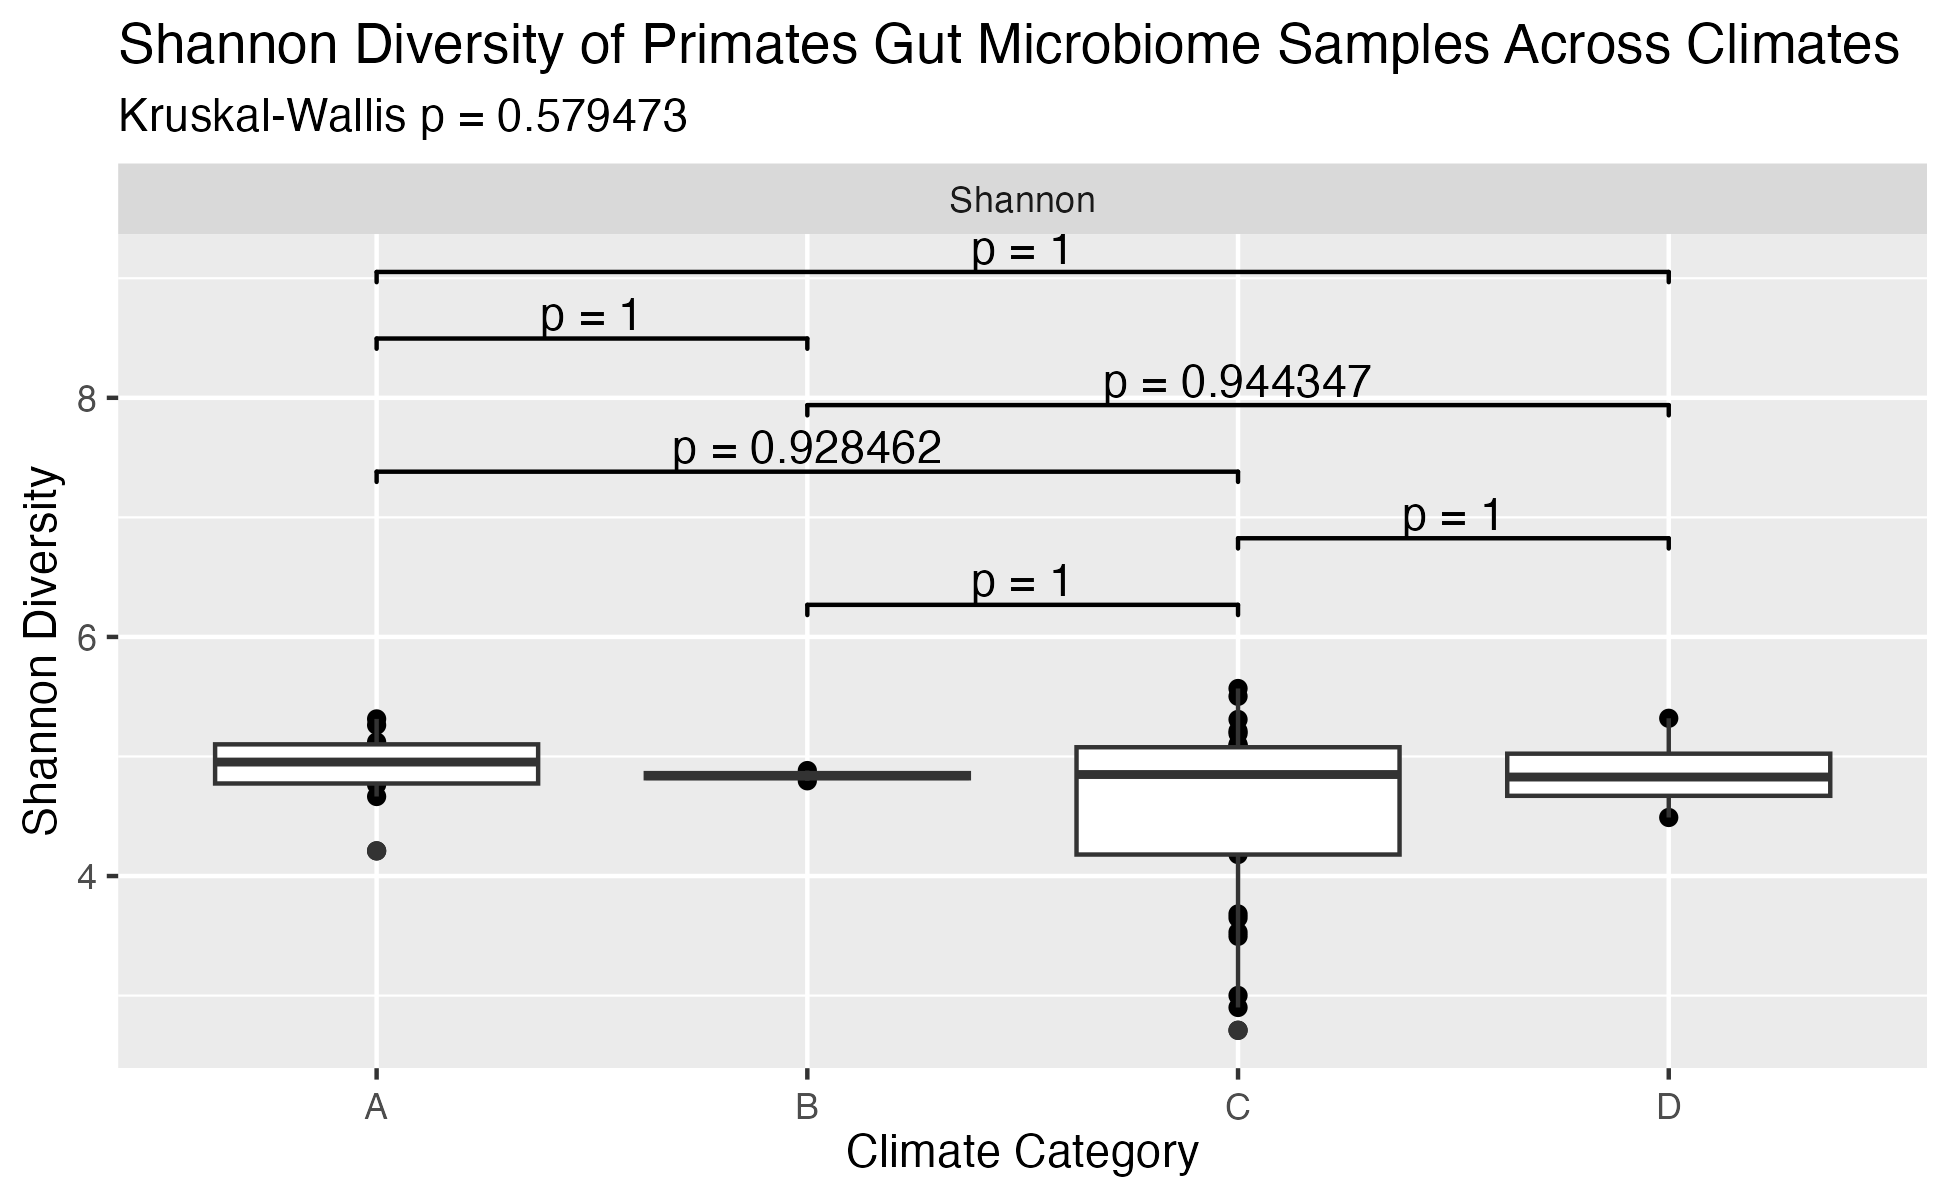 Shannon Diversity of Primates Gut Microbiome Samples Across Climates
Kruskal-Wallis p = 0.579473
Shannon
p = 1
p = 1
p = 0.944347
p = 0.928462
p = 1
p = 1
8
6
4
Shannon Diversity
A B C D
Climate Category